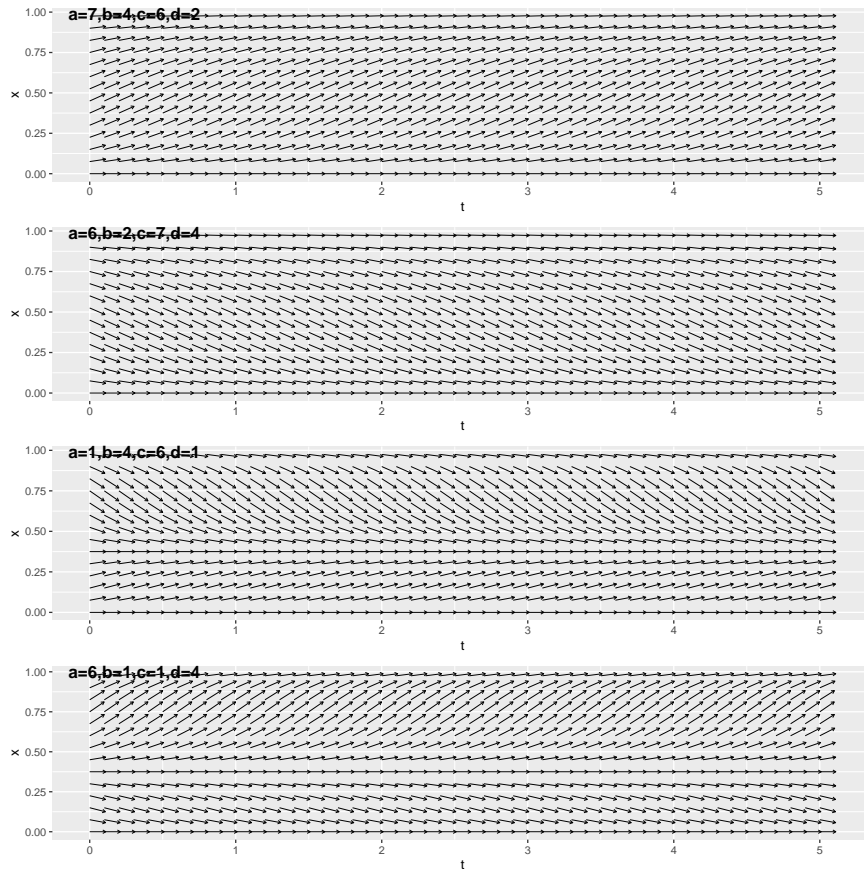 a=7,b=4,c=6,d=2
1.00
0.75
0.50
0.25
0.00
x
0 1 2 3 4 5
t
a=6,b=2,c=7,d=4
1.00
0.75
0.50
0.25
0.00
x
0 1 2 3 4 5
t
a=1,b=4,c=6,d=1
1.00
0.75
0.50
0.25
0.00
x
0 1 2 3 4 5
t
a=6,b=1,c=1,d=4
1.00
0.75
0.50
0.25
0.00
x
0 1 2 3 4 5
t